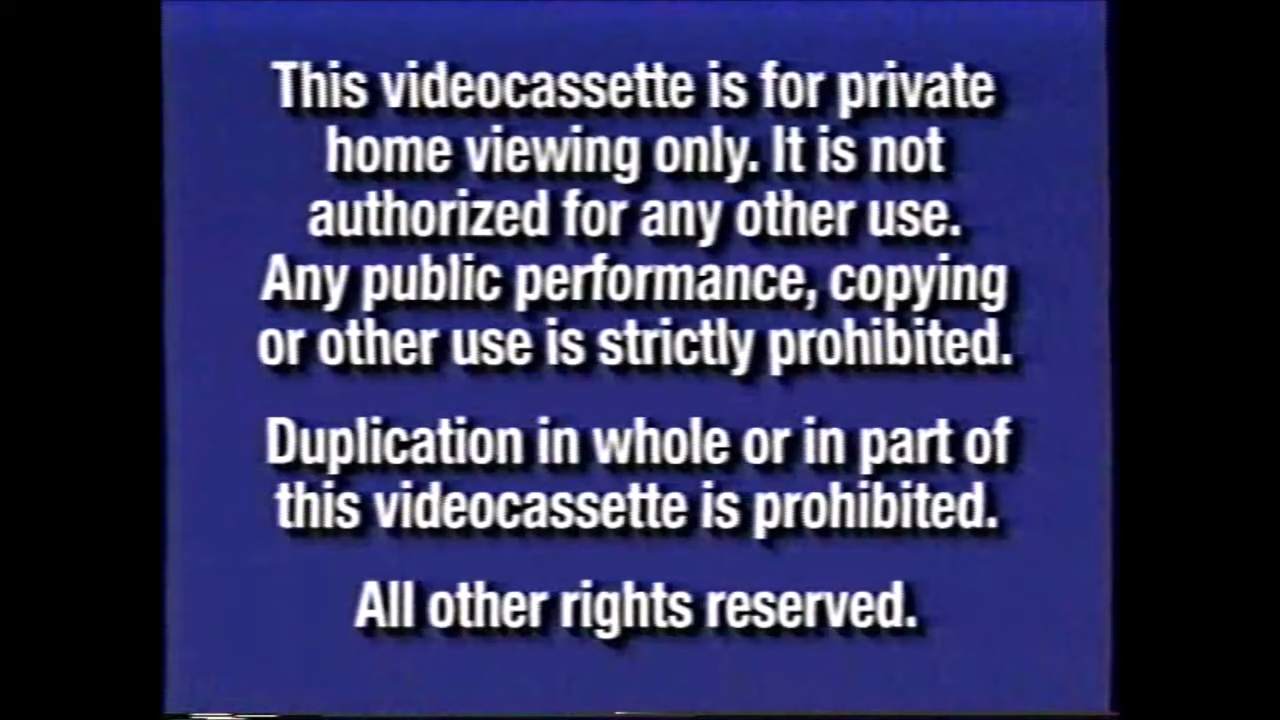 This videocassette is for private
home viewing only. It is not
authorized for any other use.
Any public performance, copying
or other use is strictly prohibited.
Duplication in whole or in part of
this videocassette is prohibited.
All other rights reserved.